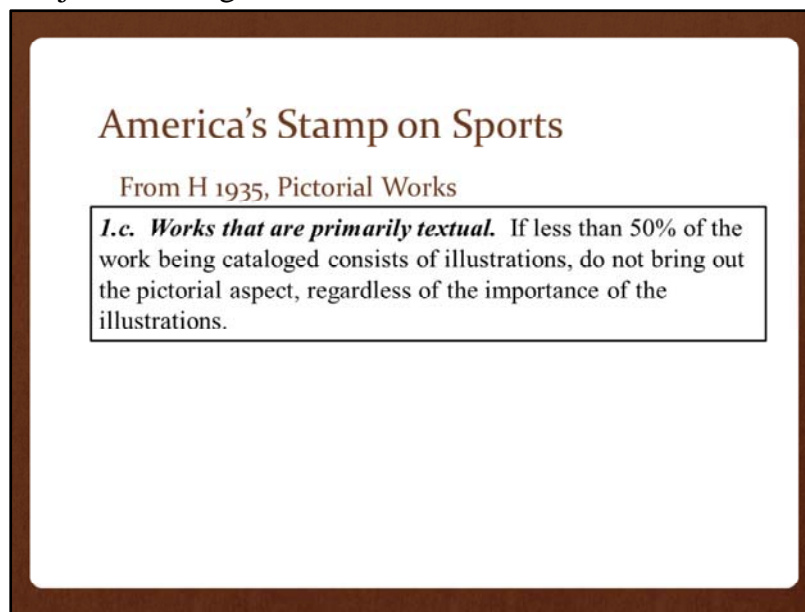 America's Stamp on Sports
From H 1935, Pictorial Works
1.c. Works that are primarily textual. If less than 50% of the
work being cataloged consists of illustrations, do not bring out
the pictorial aspect, regardless of the importance of the
illustrations.